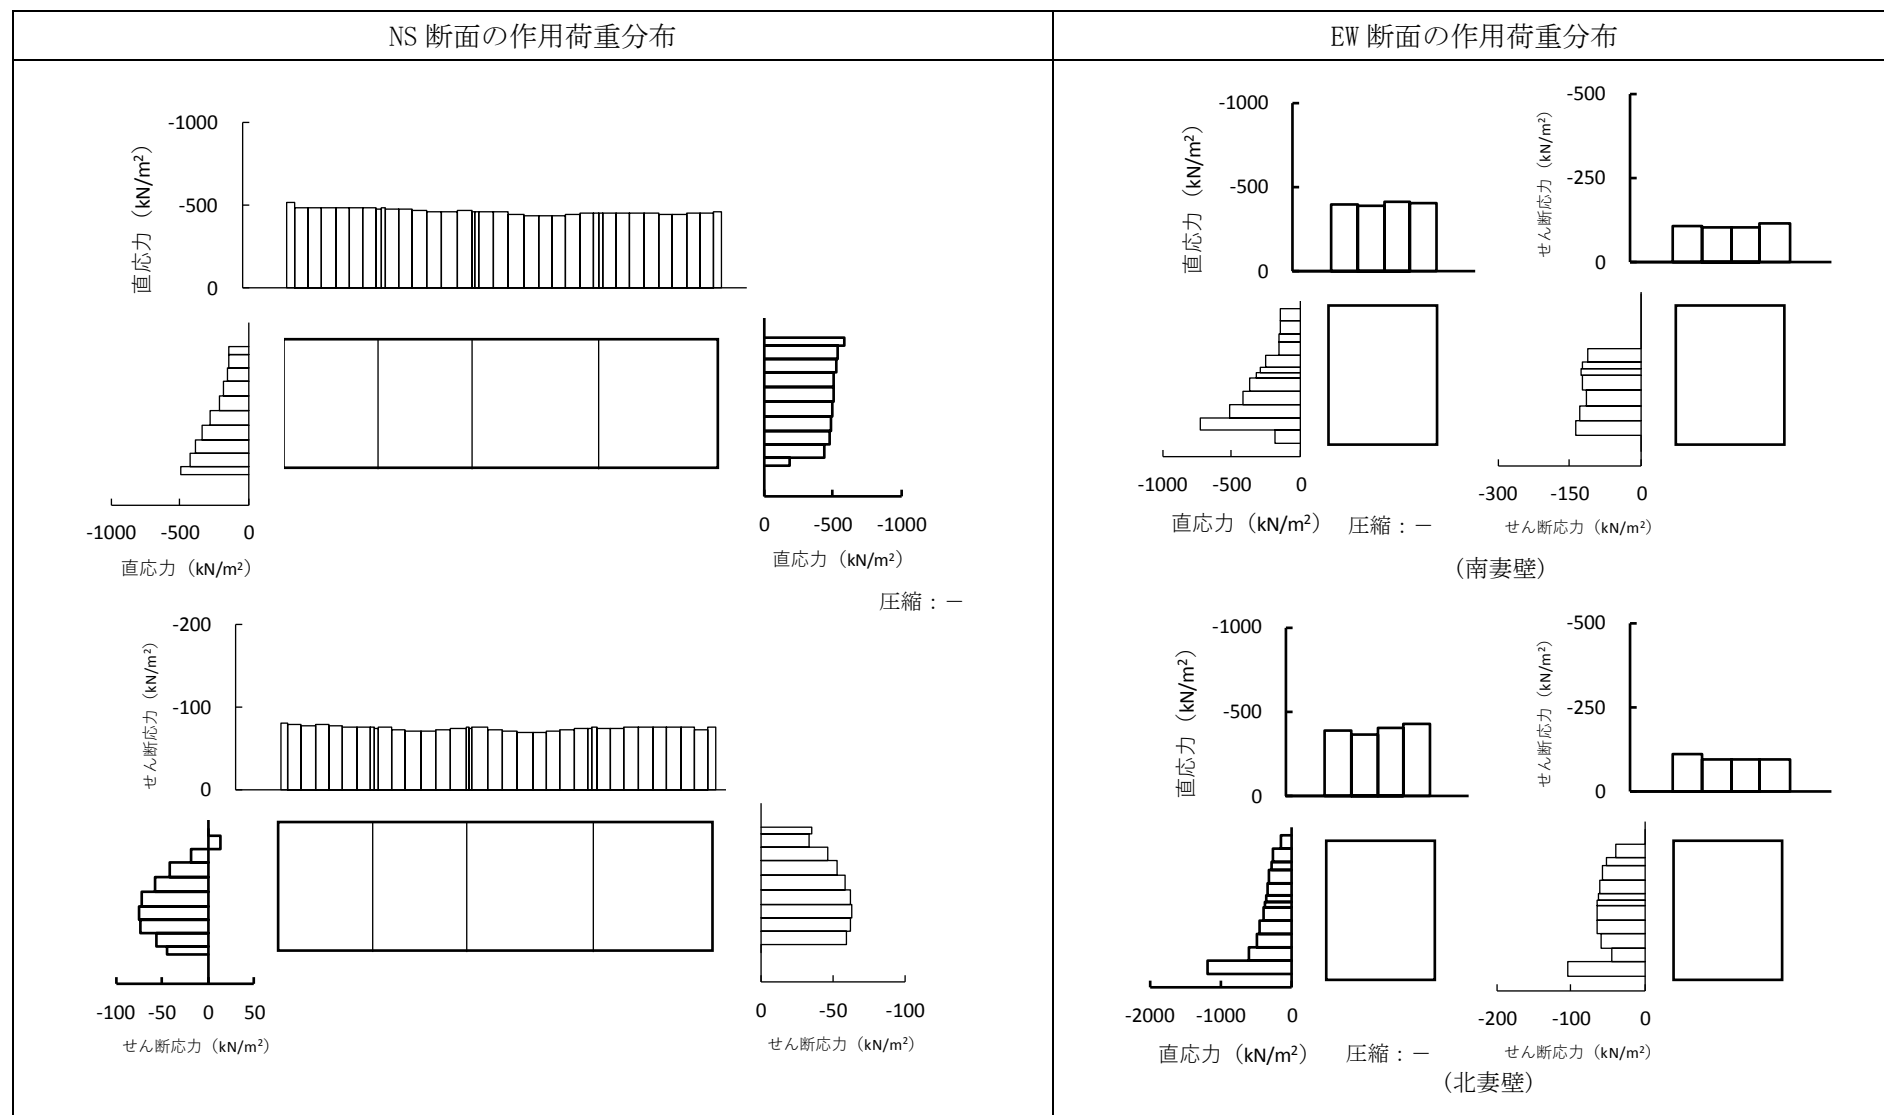 NS 断面の作用荷重分布
EW 断面の作用荷重分布
直応力（kN/m²）
-1000
-500
0
-1000 -500 0
直応力（kN/m²）
0 -500 -1000
直応力（kN/m²）
圧縮：－
せん断応力（kN/m²）
-200
-100
0
-100 -50 0 50
せん断応力（kN/m²）
0 -50 -100
せん断応力（kN/m²）
直応力（kN/m²）
-1000
-500
0
せん断応力（kN/m²）
-500
-250
0
-1000 -500 0
直応力（kN/m²） 圧縮：－
-300 -150 0
せん断応力（kN/m²）
(南妻壁)
直応力（kN/m²）
-1000
-500
0
せん断応力（kN/m²）
-500
-250
0
-2000 -1000 0
直応力（kN/m²） 圧縮：－
-200 -100 0
せん断応力（kN/m²）
(北妻壁)